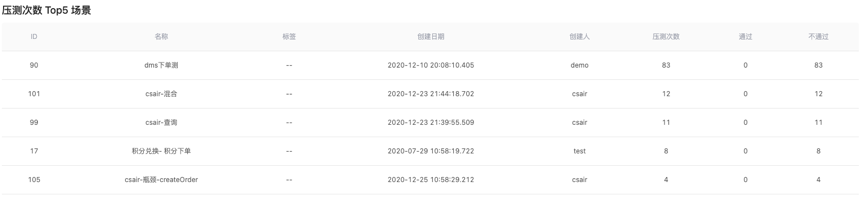 压测次数 Top5 场景
ID 名称 标签 创建日期 创建人 压测次数 通过 不通过
90 dms下单测 -- 2020-12-10 20:08:10.405 demo 83 0 83
101 csair-混合 -- 2020-12-23 21:44:18.702 csair 12 0 12
99 csair-查询 -- 2020-12-23 21:39:55.509 csair 11 0 11
17 积分兑换- 积分下单 -- 2020-07-29 10:58:19.722 test 8 0 8
105 csair-瓶颈-createOrder -- 2020-12-25 10:58:29.212 csair 4 0 4